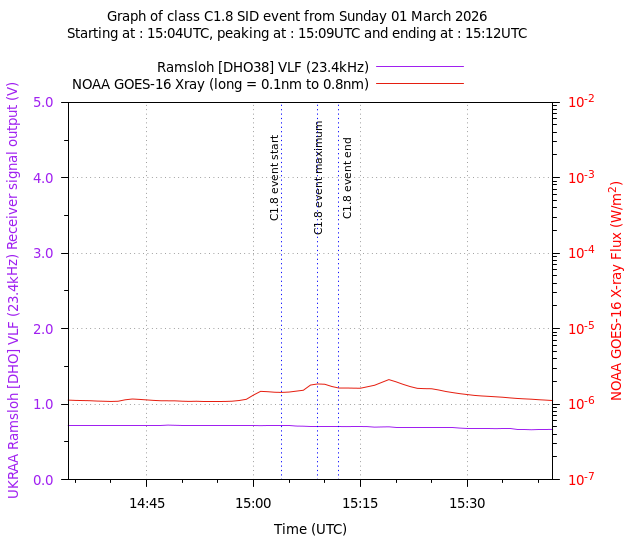 Graph of class C1.8 SID event from Sunday 01 March 2026
Starting at : 15:04UTC, peaking at : 15:09UTC and ending at : 15:12UTC
Ramsloh [DHO38] VLF (23.4kHz)
NOAA GOES-16 Xray (long = 0.1nm to 0.8nm)
UKRAA Ramsloh [DHO] VLF (23.4kHz) Receiver signal output (V)
5.0
4.0
3.0
2.0
1.0
0.0
C1.8 event start
C1.8 event maximum
C1.8 event end
10^-2
10^-3
10^-4
10^-5
10^-6
10^-7
NOAA GOES-16 X-ray Flux (W/m²)
14:45 15:00 15:15 15:30
Time (UTC)